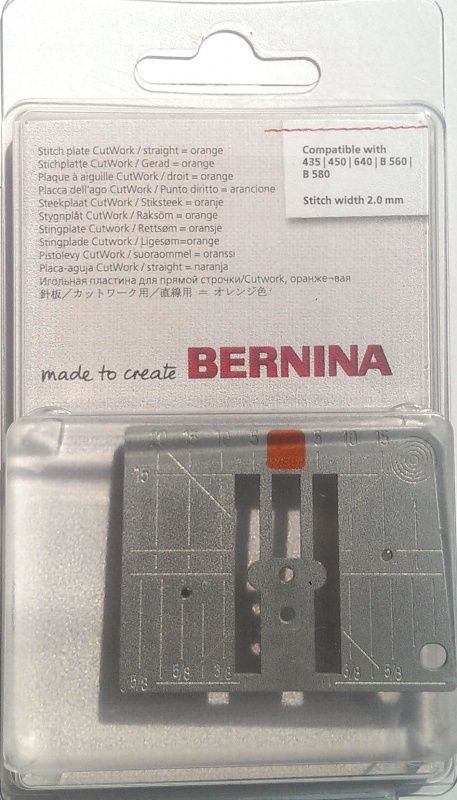 Stitch plate CutWork / straight = orange
Stichplatte CutWork / Gerad = orange
Plaque à aiguille CutWork / droit = orange
Placca dell'ago CutWork / Punto diritto = arancione
Steekplaat CutWork / Stiksteek = oranje
Stygnplåt CutWork / Raksöm = orange
Stingplate CutWork / Rettsøm = oransje
Stingplade CutWork / Ligesøm=orange
Pistolevy CutWork / suoraommel = oranssi
Placa-aguja CutWork / straight = naranja
Игольная пластина для прямой строчки/Cutwork, оранже¬вая
針板／カットワーク用／直線用 = オレンジ色
Compatible with
435 | 450 | 640 | B 560 |
B 580
Stitch width 2.0 mm
made to create BERNINA
20 15 10 5 5 10 15
15
5/8 5/8 3/8 3/8 5/8